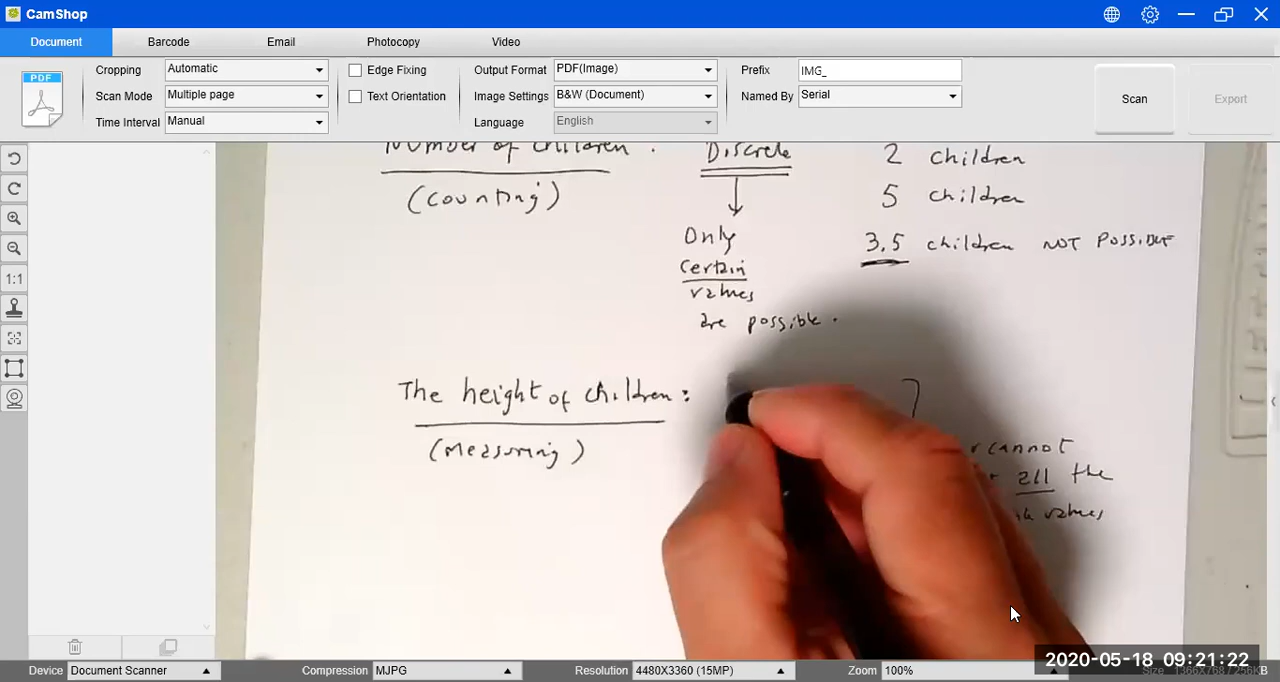 CamShop
Document Barcode Email Photocopy Video
PDF
Cropping Automatic Edge Fixing Output Format PDF(Image) Prefix IMG_
Scan Mode Multiple page Text Orientation Image Settings B&W (Document) Named By Serial
Time Interval Manual Language English
Scan Export
1:1
Number of children : Discrete 2 children
(Counting) 5 children
Only 3.5 children NOT POSSIBLE
certain
values
are possible.
The height of children:
(Measuring) cannot
all the
values
2020-05-18 09:21:22
Device Document Scanner Compression MJPG Resolution 4480X3360 (15MP) Zoom 100%